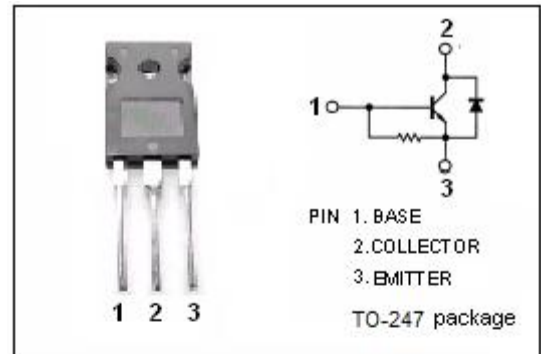 2
1
3
PIN 1. BASE
2.COLLECTOR
3. EMITTER
TO-247 package
1 2 3